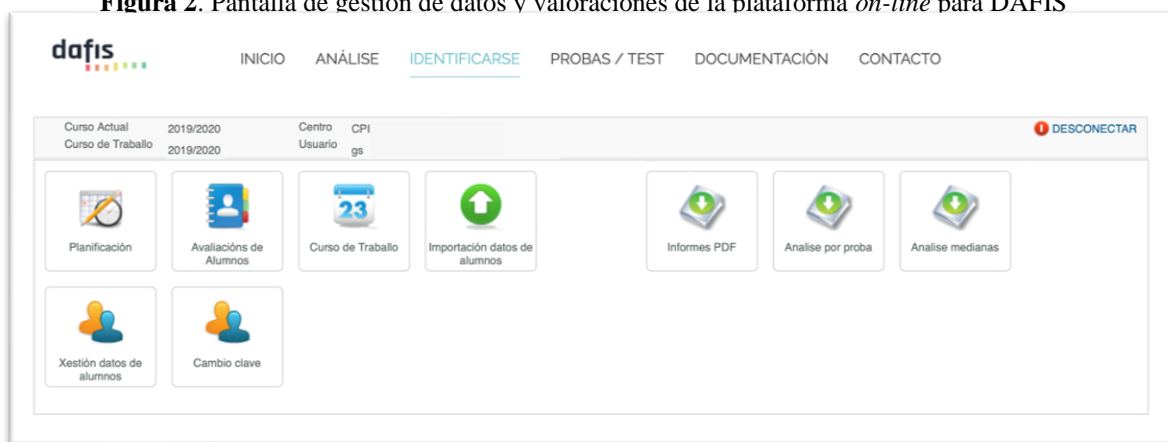 Figura 2. Pantalla de gestión de datos y valoraciones de la plataforma on-line para DAFIS
dafis
INICIO ANÁLISE IDENTIFICARSE PROBAS / TEST DOCUMENTACIÓN CONTACTO
Curso Actual 2019/2020 Centro CPI DESCONECTAR
Curso de Traballo 2019/2020 Usuario gs
23
Planificación
Avaliacións de
Alumnos
Curso de Traballo
Importación datos de
alumnos
Informes PDF
Analise por proba
Analise medianas
Xestión datos de
alumnos
Cambio clave